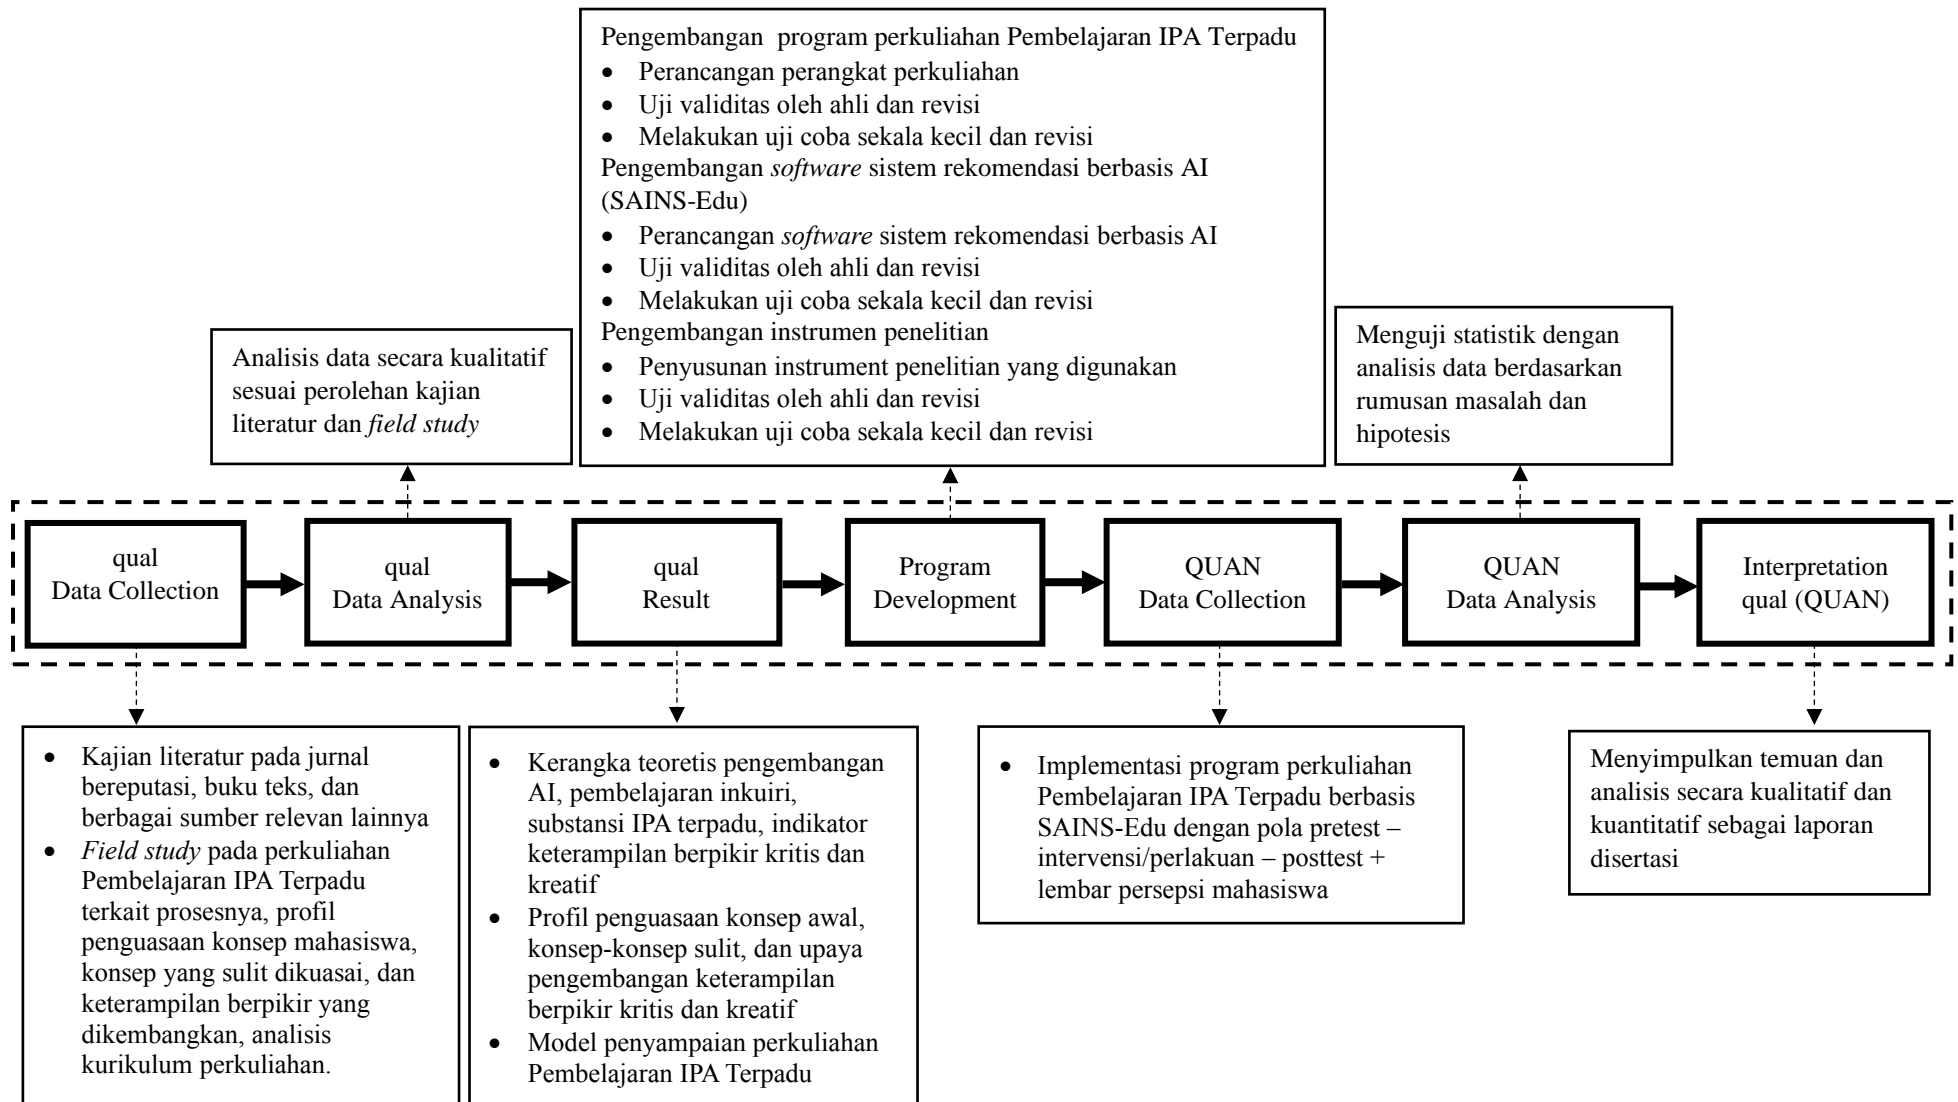 Pengembangan program perkuliahan Pembelajaran IPA Terpadu
• Perancangan perangkat perkuliahan
• Uji validitas oleh ahli dan revisi
• Melakukan uji coba sekala kecil dan revisi
Pengembangan software sistem rekomendasi berbasis AI
(SAINS-Edu)
• Perancangan software sistem rekomendasi berbasis AI
• Uji validitas oleh ahli dan revisi
• Melakukan uji coba sekala kecil dan revisi
Pengembangan instrumen penelitian
• Penyusunan instrument penelitian yang digunakan
• Uji validitas oleh ahli dan revisi
• Melakukan uji coba sekala kecil dan revisi
Analisis data secara kualitatif
sesuai perolehan kajian
literatur dan field study
Menguji statistik dengan
analisis data berdasarkan
rumusan masalah dan
hipotesis
qual
Data Collection
qual
Data Analysis
qual
Result
Program
Development
QUAN
Data Collection
QUAN
Data Analysis
Interpretation
qual (QUAN)
• Kajian literatur pada jurnal
bereputasi, buku teks, dan
berbagai sumber relevan lainnya
• Field study pada perkuliahan
Pembelajaran IPA Terpadu
terkait prosesnya, profil
penguasaan konsep mahasiswa,
konsep yang sulit dikuasai, dan
keterampilan berpikir yang
dikembangkan, analisis
kurikulum perkuliahan.
• Kerangka teoretis pengembangan
AI, pembelajaran inkuiri,
substansi IPA terpadu, indikator
keterampilan berpikir kritis dan
kreatif
• Profil penguasaan konsep awal,
konsep-konsep sulit, dan upaya
pengembangan keterampilan
berpikir kritis dan kreatif
• Model penyampaian perkuliahan
Pembelajaran IPA Terpadu
• Implementasi program perkuliahan
Pembelajaran IPA Terpadu berbasis
SAINS-Edu dengan pola pretest –
intervensi/perlakuan – posttest +
lembar persepsi mahasiswa
Menyimpulkan temuan dan
analisis secara kualitatif dan
kuantitatif sebagai laporan
disertasi